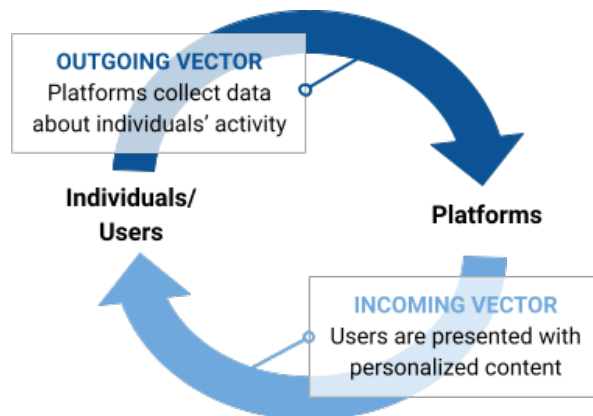 OUTGOING VECTOR
Platforms collect data
about individuals’ activity
Individuals/
Users
Platforms
INCOMING VECTOR
Users are presented with
personalized content